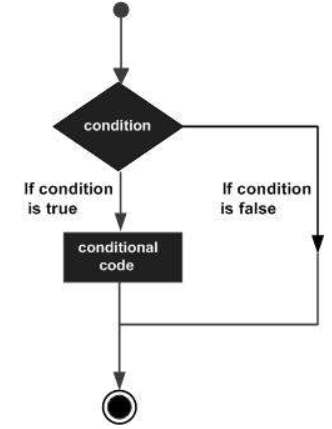 condition
If condition
is true
If condition
is false
conditional
code